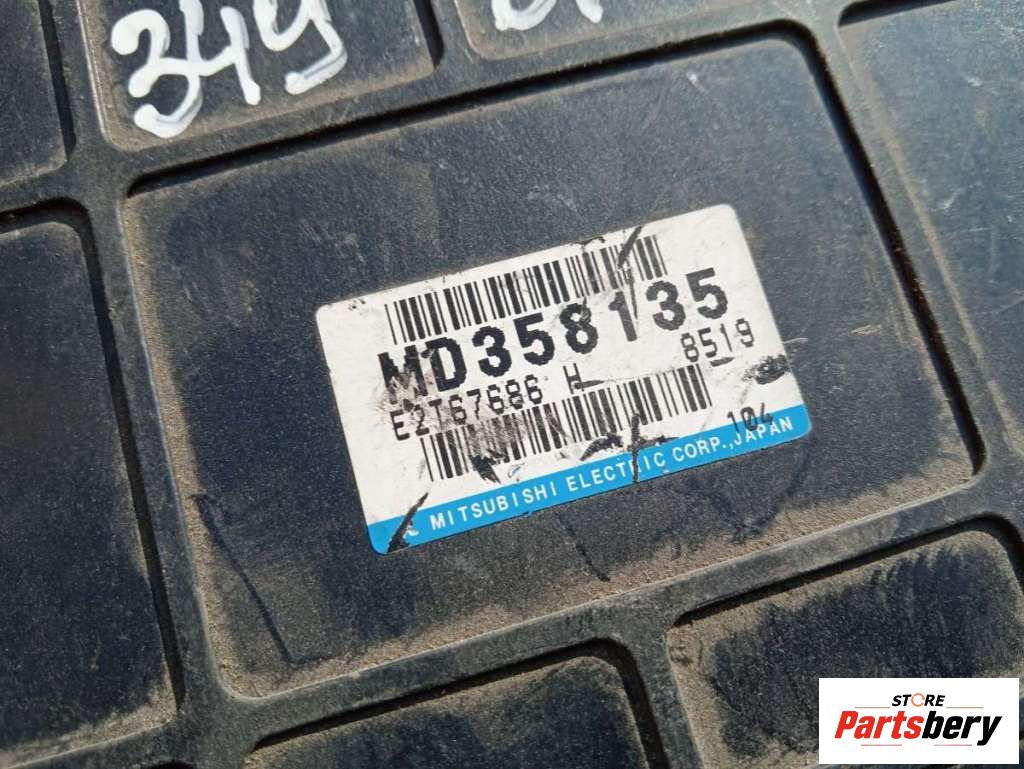 349
MD358135
E2T67686 H 8519
104
MITSUBISHI ELECTRIC CORP.,JAPAN
STORE
Partsbery